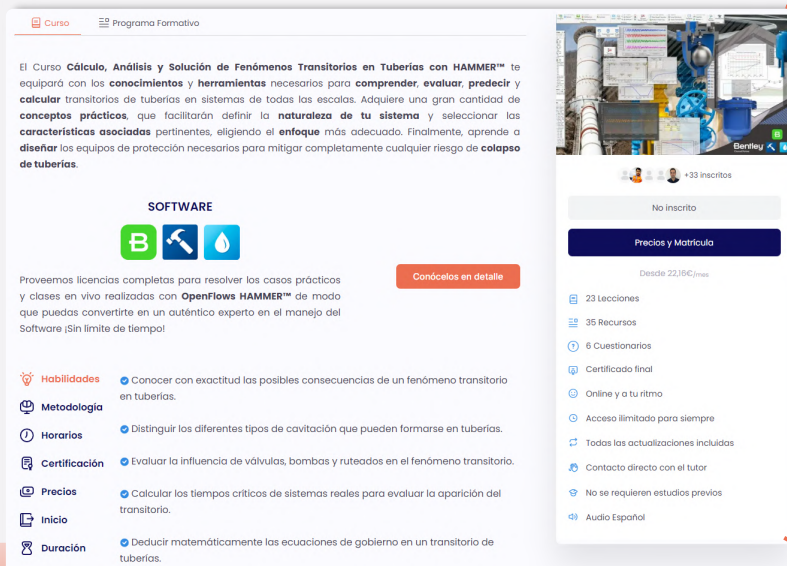 Curso
Programa Formativo
El Curso Cálculo, Análisis y Solución de Fenómenos Transitorios en Tuberías con HAMMER™ te
equipará con los conocimientos y herramientas necesarios para comprender, evaluar, predecir y
calcular transitorios de tuberías en sistemas de todas las escalas. Adquiere una gran cantidad de
conceptos prácticos, que facilitarán definir la naturaleza de tu sistema y seleccionar las
características asociadas pertinentes, eligiendo el enfoque más adecuado. Finalmente, aprende a
diseñar los equipos de protección necesarios para mitigar completamente cualquier riesgo de colapso
de tuberías.
SOFTWARE
Proveemos licencias completas para resolver los casos prácticos
y clases en vivo realizadas con OpenFlows HAMMER™ de modo
que puedas convertirte en un auténtico experto en el manejo del
Software ¡Sin límite de tiempo!
Conócelos en detalle
Habilidades
Metodología
Horarios
Certificación
Precios
Inicio
Duración
Conocer con exactitud las posibles consecuencias de un fenómeno transitorio
en tuberías.
Distinguir los diferentes tipos de cavitación que pueden formarse en tuberías.
Evaluar la influencia de válvulas, bombas y ruteados en el fenómeno transitorio.
Calcular los tiempos críticos de sistemas reales para evaluar la aparición del
transitorio.
Deducir matemáticamente las ecuaciones de gobierno en un transitorio de
tuberías.
Bentley
+33 inscritos
No inscrito
Precios y Matrícula
Desde 22,16€/mes
23 Lecciones
35 Recursos
6 Cuestionarios
Certificado final
Online y a tu ritmo
Acceso ilimitado para siempre
Todas las actualizaciones incluidas
Contacto directo con el tutor
No se requieren estudios previos
Audio Español